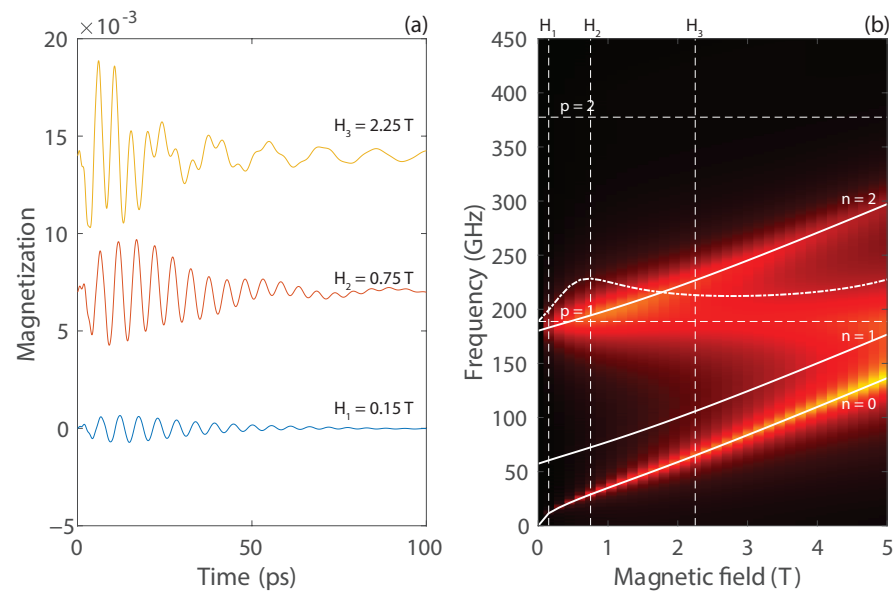 ×10⁻³
(a)
20
15
10
5
0
−5
Magnetization
H₃ = 2.25 T
H₂ = 0.75 T
H₁ = 0.15 T
0
50
100
Time (ps)
H₁
H₂
H₃
(b)
450
400
350
300
250
200
150
100
50
0
Frequency (GHz)
p = 2
n = 2
p = 1
n = 1
n = 0
0
1
2
3
4
5
Magnetic field (T)